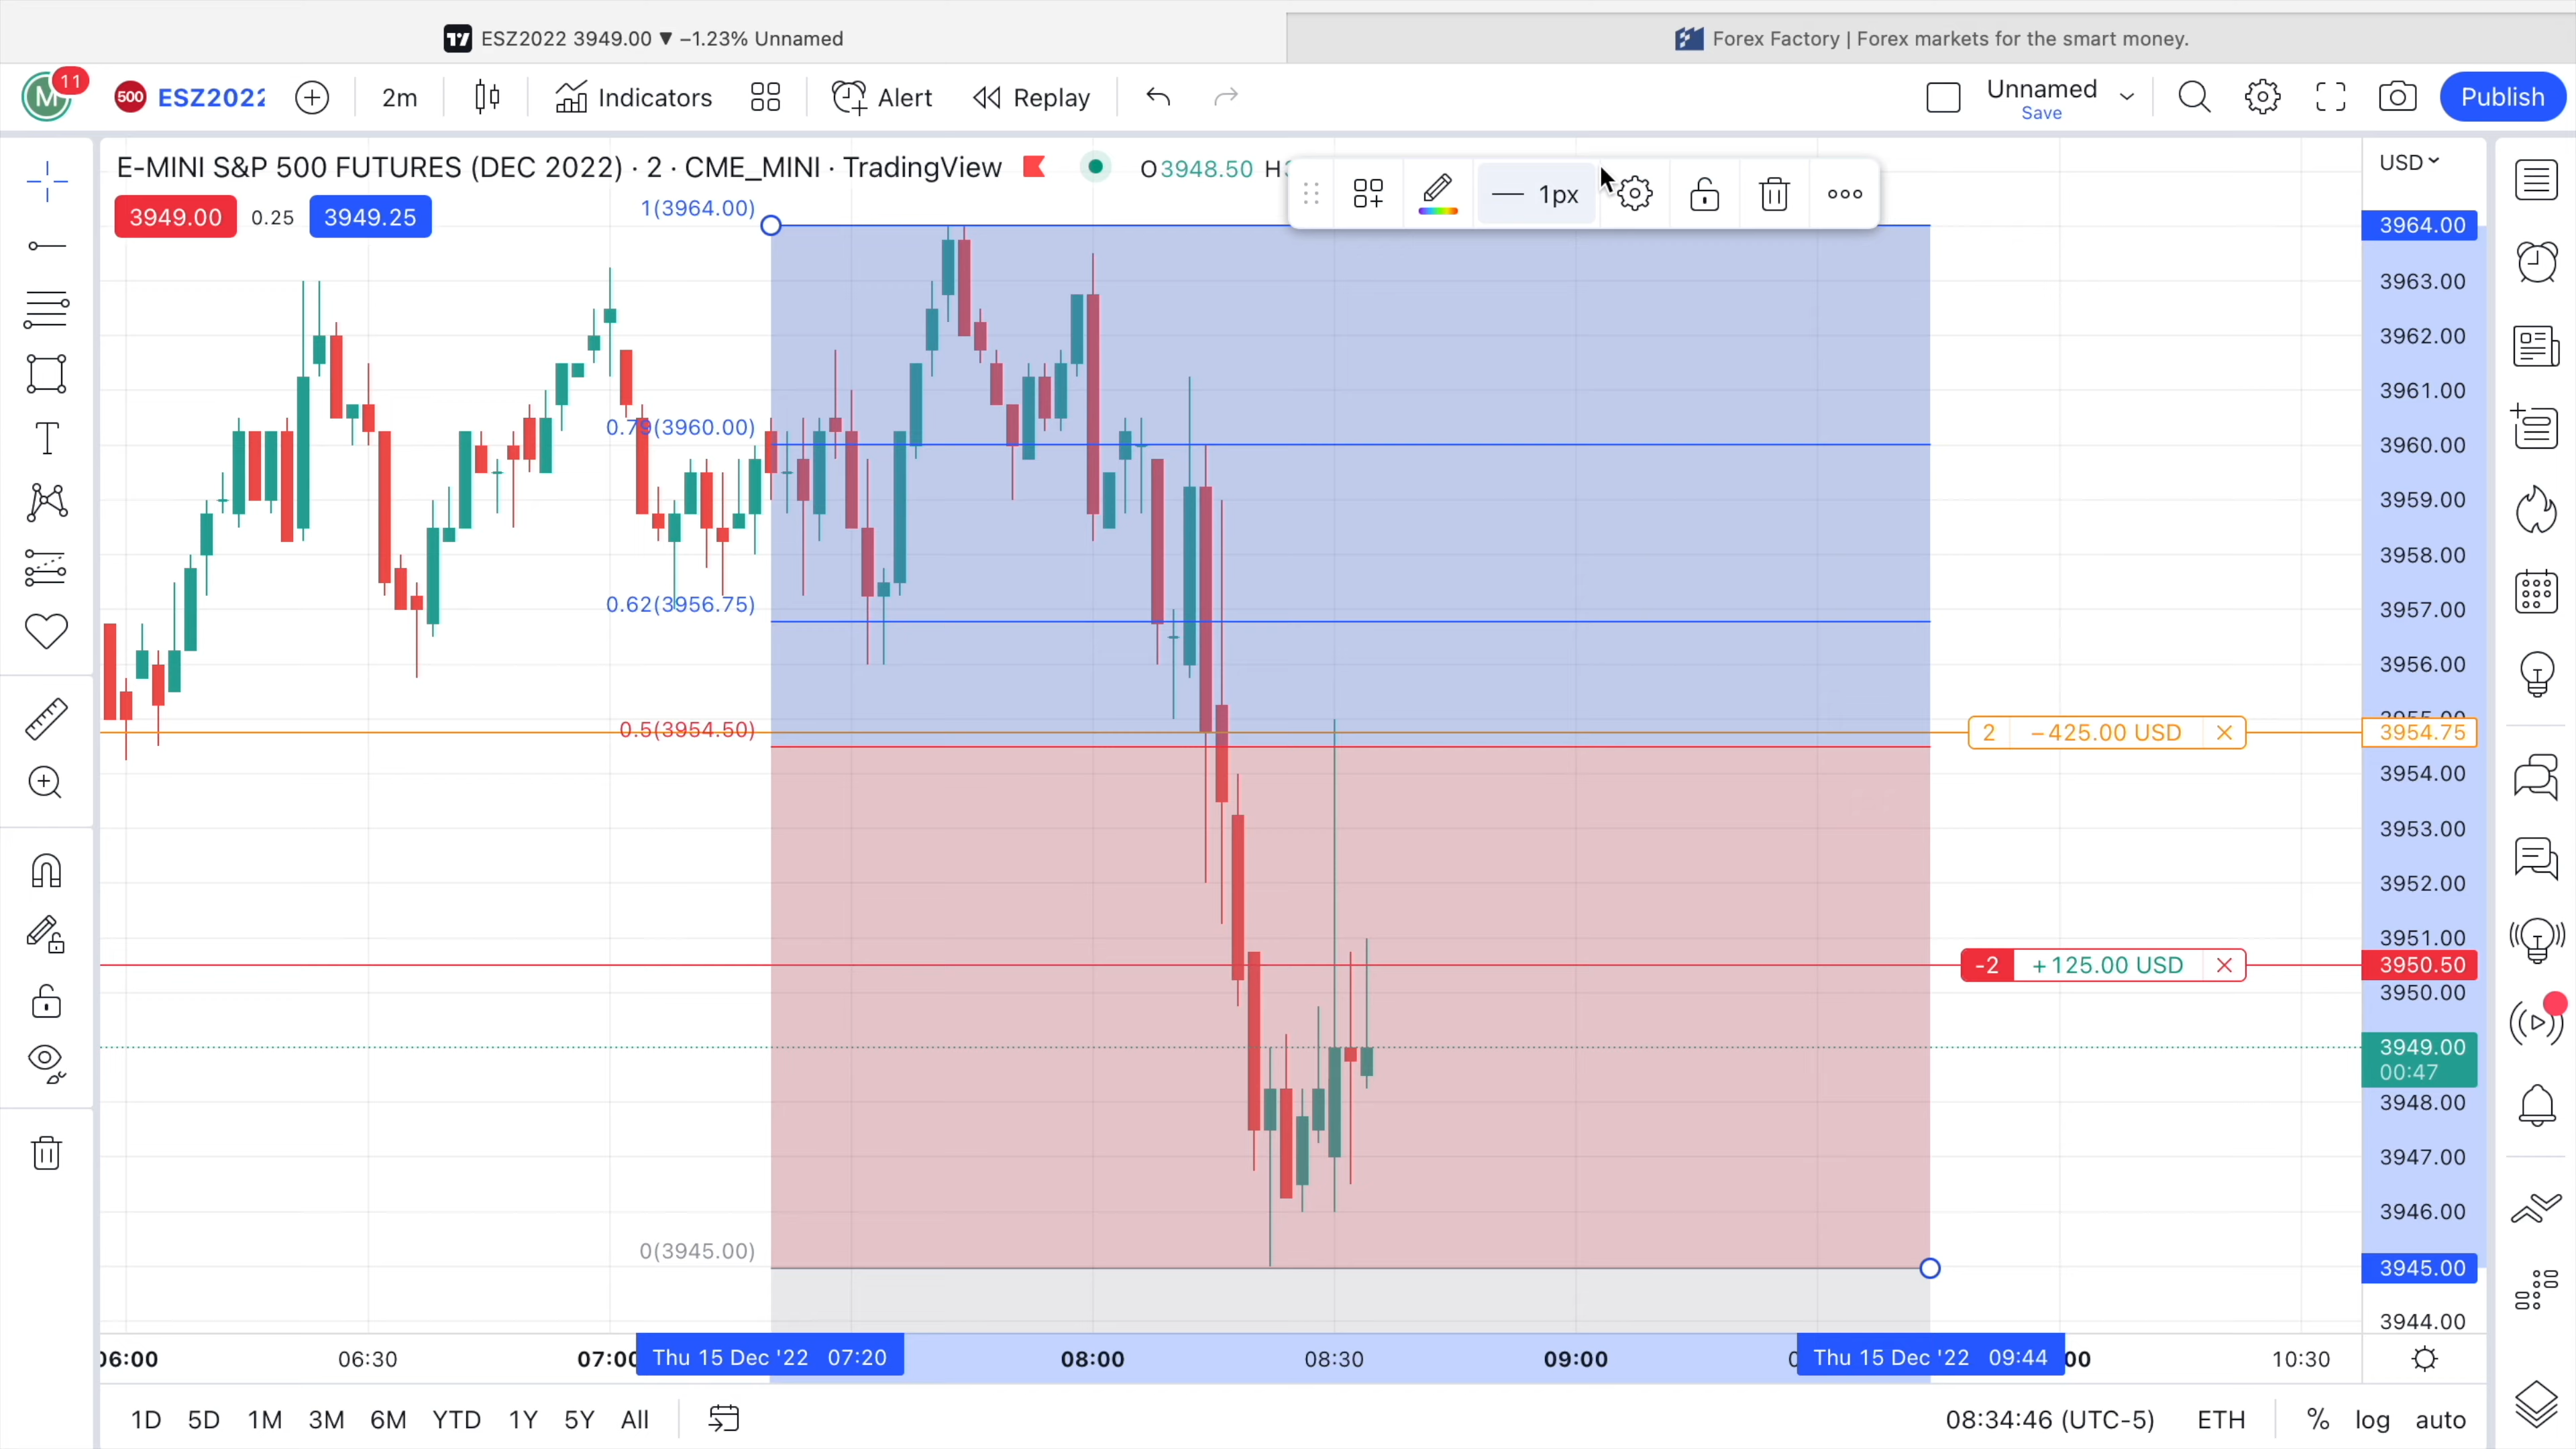 ESZ2022 3949.00 ▼ −1.23% Unnamed
Forex Factory | Forex markets for the smart money.
M 11
500 ESZ2022
2m
Indicators
Alert
Replay
Unnamed
Save
Publish
E-MINI S&P 500 FUTURES (DEC 2022) · 2 · CME_MINI · TradingView
O3948.50 H
1px
USD
3949.00 0.25 3949.25
1(3964.00)
0.79(3960.00)
0.62(3956.75)
0.5(3954.50)
0(3945.00)
2 −425.00 USD
-2 +125.00 USD
3964.00
3963.00
3962.00
3961.00
3960.00
3959.00
3958.00
3957.00
3956.00
3954.75
3954.00
3953.00
3952.00
3951.00
3950.50
3950.00
3949.00
00:47
3948.00
3947.00
3946.00
3945.00
3944.00
06:00 06:30 07:00 Thu 15 Dec '22 07:20 08:00 08:30 09:00 Thu 15 Dec '22 09:44 10:30
1D 5D 1M 3M 6M YTD 1Y 5Y All
08:34:46 (UTC-5) ETH % log auto